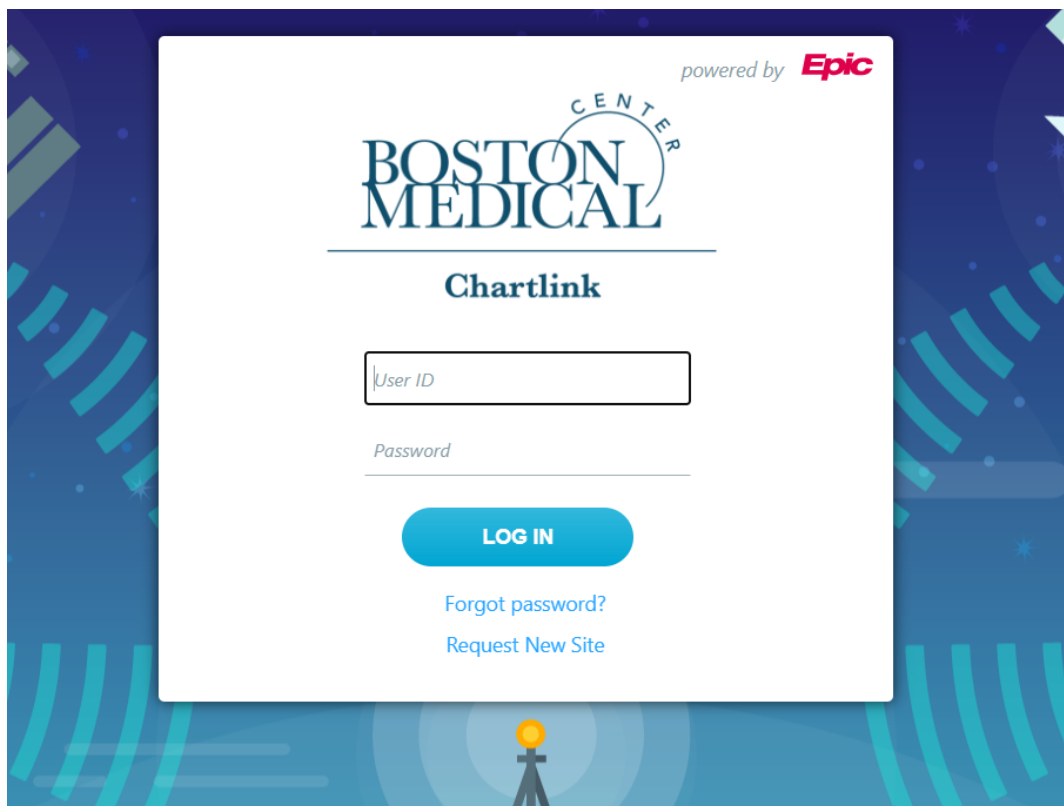 powered by Epic
CENTER
BOSTON
MEDICAL
Chartlink
User ID
Password
LOG IN
Forgot password?
Request New Site